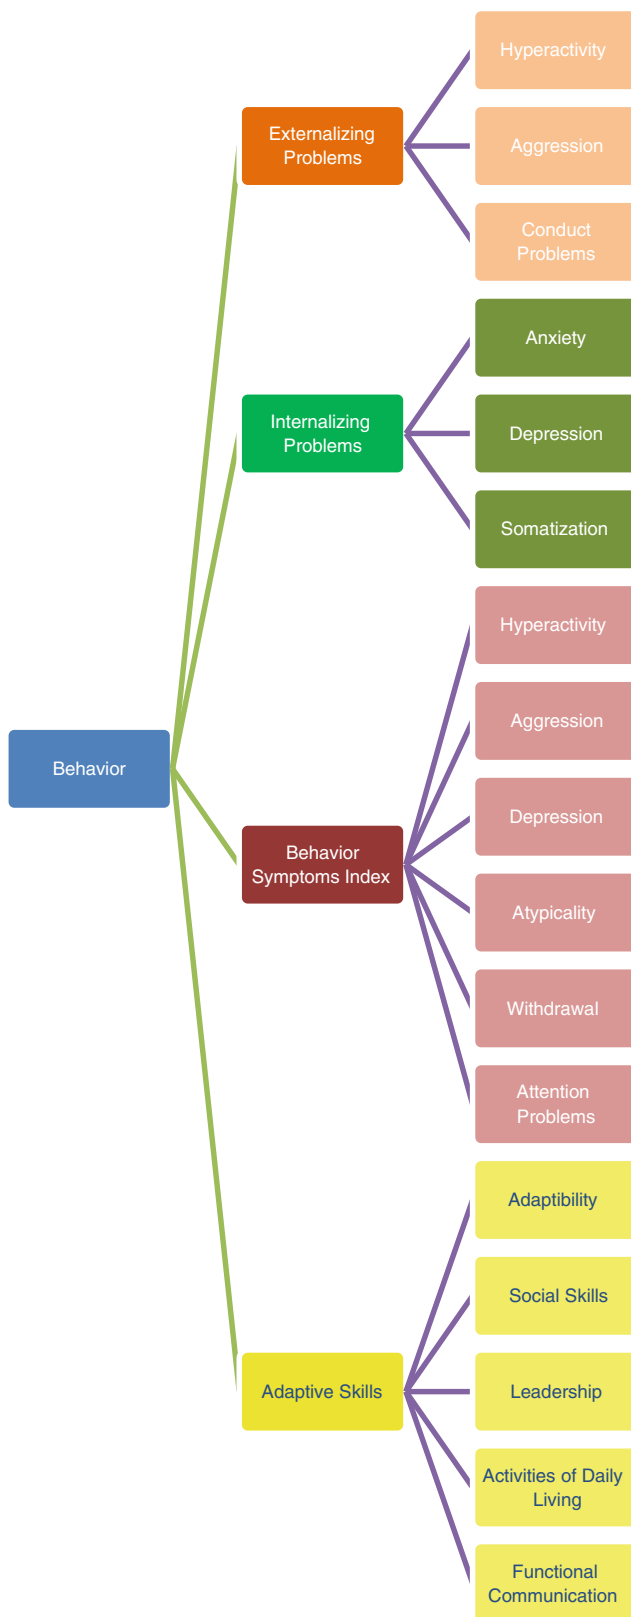 Hyperactivity
Externalizing
Problems
Aggression
Conduct
Problems
Anxiety
Internalizing
Problems
Depression
Somatization
Hyperactivity
Aggression
Behavior
Depression
Behavior
Symptoms Index
Atypicality
Withdrawal
Attention
Problems
Adaptibility
Social Skills
Adaptive Skills
Leadership
Activities of Daily
Living
Functional
Communication